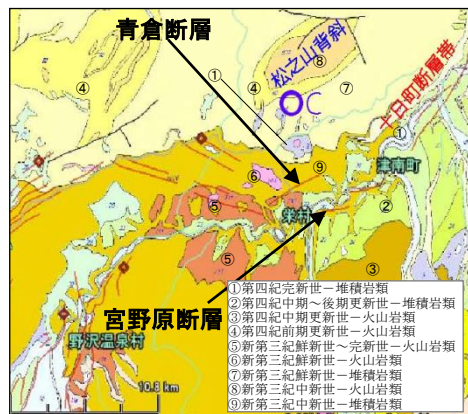 青倉断層
松之山背斜
⑧
①
④
④
⑦
C
十日町断層帯
①
津南町
⑨
⑥
⑤
栄村
②
⑤
③
宮野原断層
野沢温泉村
10.8 km
①第四紀完新世－堆積岩類
②第四紀中期～後期更新世－堆積岩類
③第四紀中期更新世－火山岩類
④第四紀前期更新世－火山岩類
⑤新第三紀鮮新世～完新世－火山岩類
⑥新第三紀鮮新世－火山岩類
⑦新第三紀鮮新世－堆積岩類
⑧新第三紀中新世－火山岩類
⑨新第三紀中新世－堆積岩類